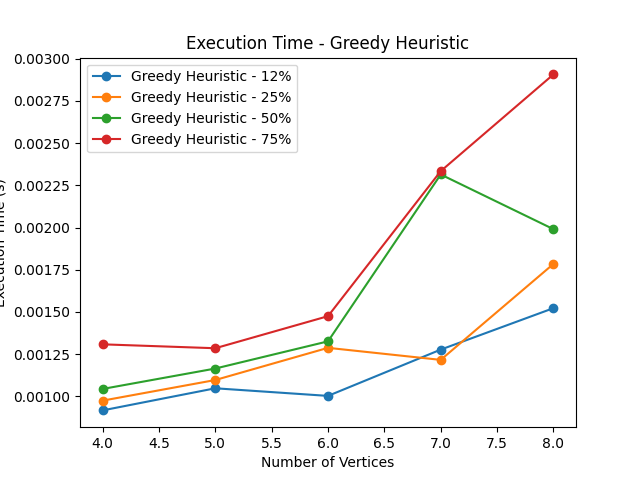 Execution Time - Greedy Heuristic
Greedy Heuristic - 12%
Greedy Heuristic - 25%
Greedy Heuristic - 50%
Greedy Heuristic - 75%
0.00300
0.00275
0.00250
0.00225
0.00200
0.00175
0.00150
0.00125
0.00100
Execution Time (s)
4.0 4.5 5.0 5.5 6.0 6.5 7.0 7.5 8.0
Number of Vertices